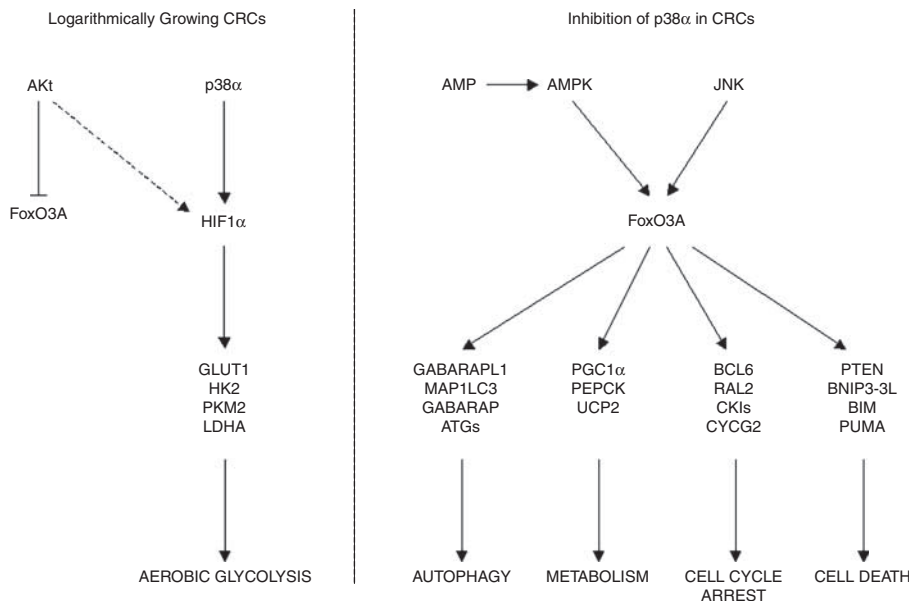 Logarithmically Growing CRCs
AKt
p38α
FoxO3A
HIF1α
GLUT1
HK2
PKM2
LDHA
AEROBIC GLYCOLYSIS
Inhibition of p38α in CRCs
AMP
AMPK
JNK
FoxO3A
GABARAPL1
MAP1LC3
GABARAP
ATGs
PGC1α
PEPCK
UCP2
BCL6
RAL2
CKIs
CYCG2
PTEN
BNIP3-3L
BIM
PUMA
AUTOPHAGY
METABOLISM
CELL CYCLE
ARREST
CELL DEATH